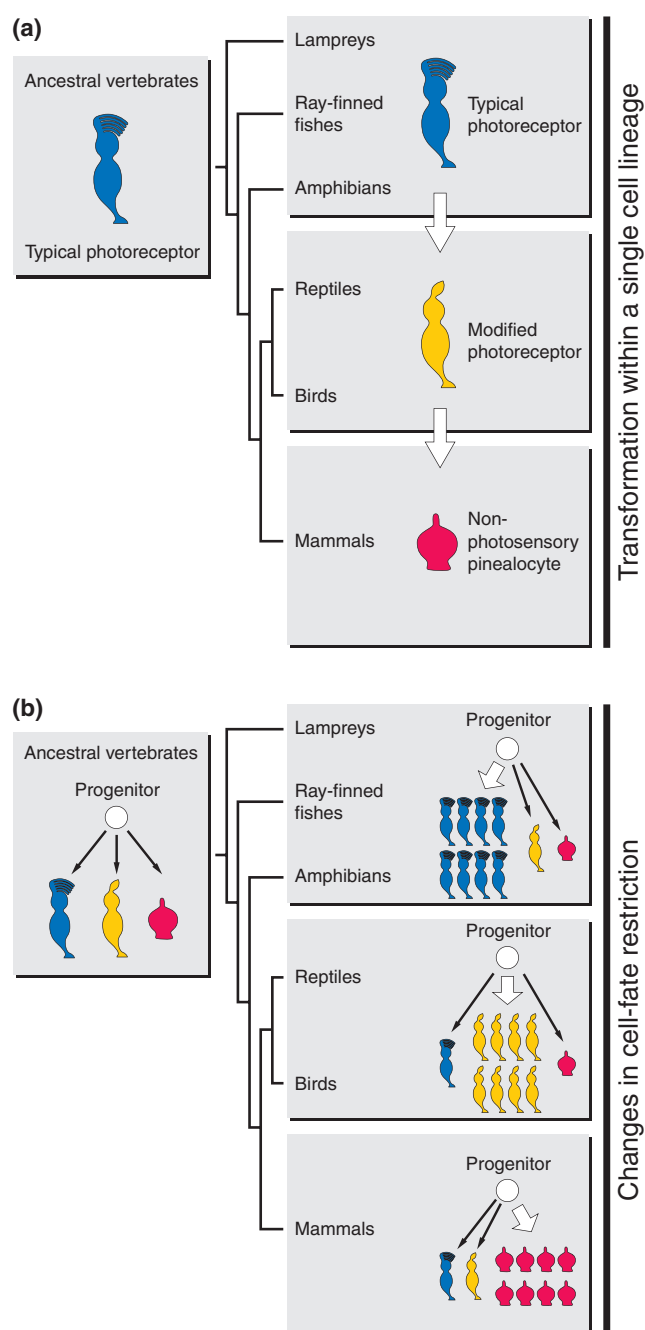 (a)
Ancestral vertebrates
Typical photoreceptor
Lampreys
Ray-finned
fishes
Amphibians
Typical
photoreceptor
Reptiles
Birds
Modified
photoreceptor
Mammals
Non-
photosensory
pinealocyte
Transformation within a single cell lineage
(b)
Ancestral vertebrates
Progenitor
Lampreys
Ray-finned
fishes
Amphibians
Progenitor
Reptiles
Birds
Progenitor
Mammals
Progenitor
Changes in cell-fate restriction